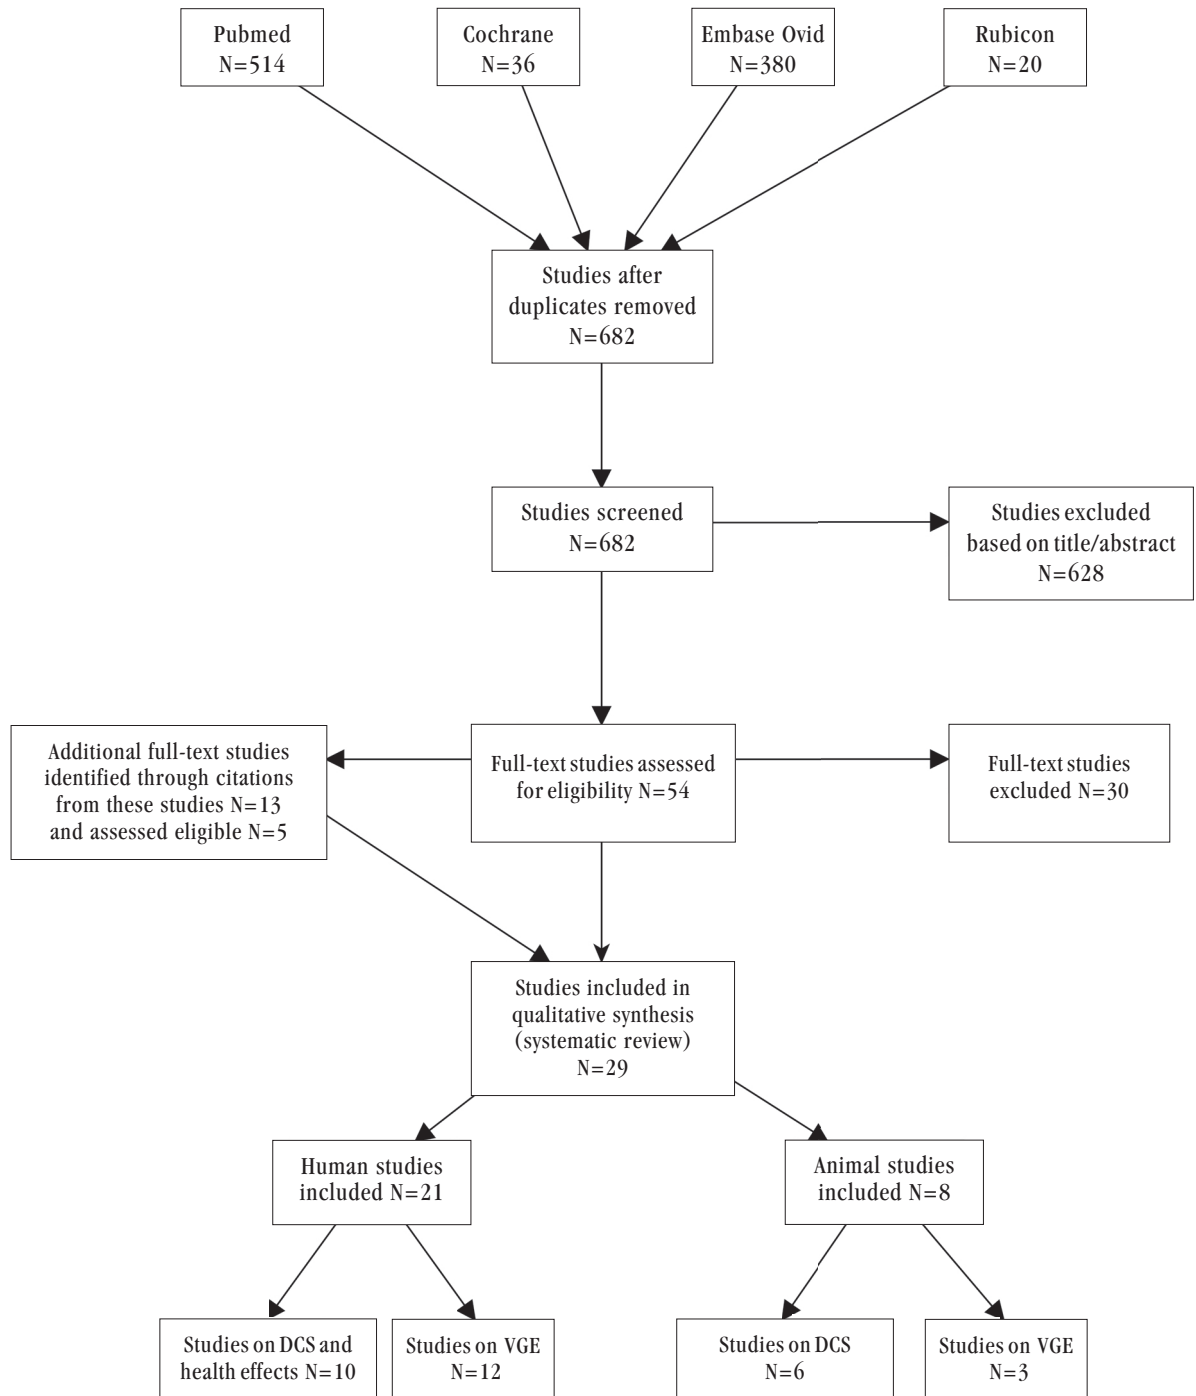 Pubmed
N=514
Cochrane
N=36
Embase Ovid
N=380
Rubicon
N=20
Studies after
duplicates removed
N=682
Studies screened
N=682
Studies excluded
based on title/abstract
N=628
Additional full-text studies
identified through citations
from these studies N=13
and assessed eligible N=5
Full-text studies assessed
for eligibility N=54
Full-text studies
excluded N=30
Studies included in
qualitative synthesis
(systematic review)
N=29
Human studies
included N=21
Animal studies
included N=8
Studies on DCS and
health effects N=10
Studies on VGE
N=12
Studies on DCS
N=6
Studies on VGE
N=3